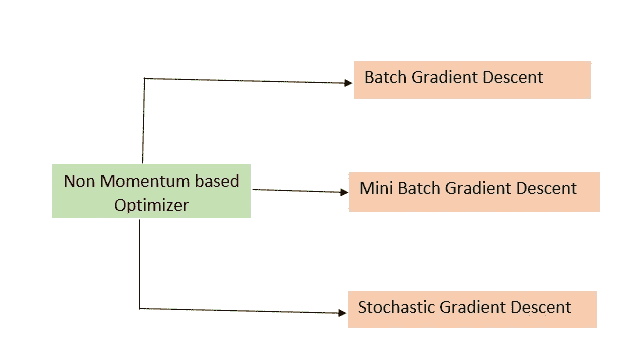 Batch Gradient Descent
Non Momentum based
Optimizer
Mini Batch Gradient Descent
Stochastic Gradient Descent